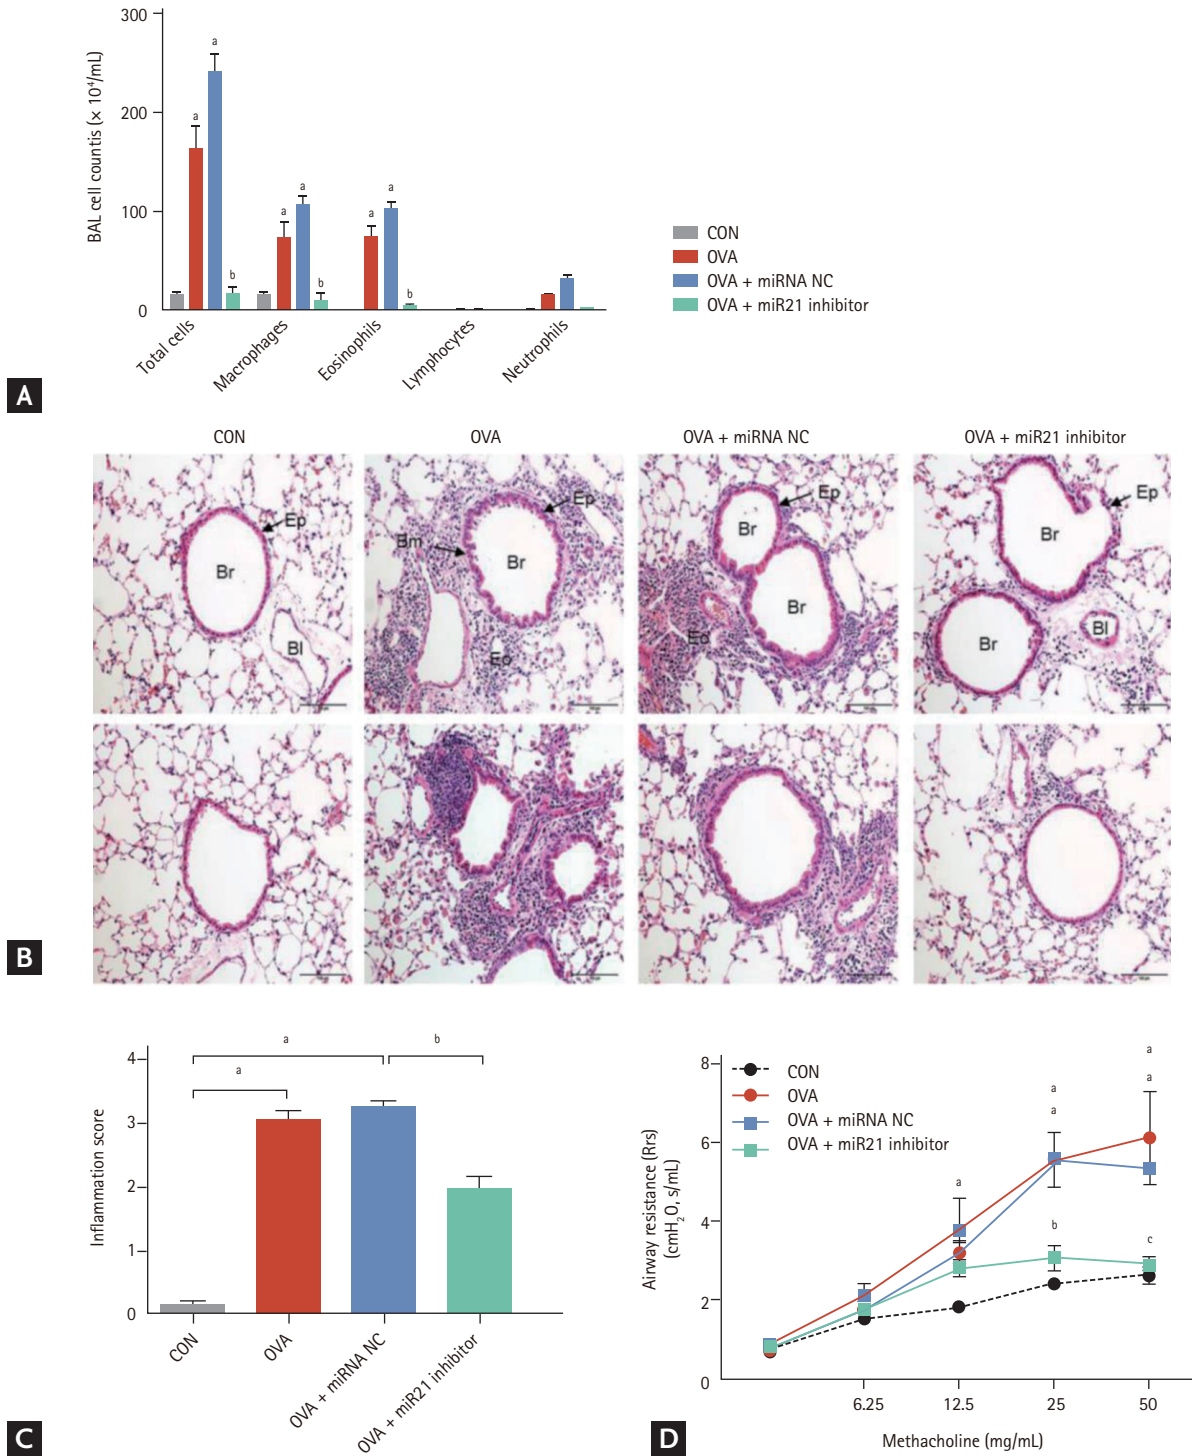 300
200
100
0
BAL cell countis (× 10⁴/mL)
a
a
b
a
a
b
a
a
b
Total cells
Macrophages
Eosinophils
Lymphocytes
Neutrophils
CON
OVA
OVA + miRNA NC
OVA + miR21 inhibitor
A
CON
OVA
OVA + miRNA NC
OVA + miR21 inhibitor
Ep
Br
Bl
Ep
Bm
Br
Eo
Ep
Br
Br
Eo
Ep
Br
Br
Bl
B
4
3
2
1
0
Inflammation score
a
a
b
CON
OVA
OVA + miRNA NC
OVA + miR21 inhibitor
C
8
6
4
2
0
Airway resistance (Rrs)
(cmH₂O, s/mL)
CON
OVA
OVA + miRNA NC
OVA + miR21 inhibitor
a
a
a
b
a
a
c
6.25
12.5
25
50
Methacholine (mg/mL)
D